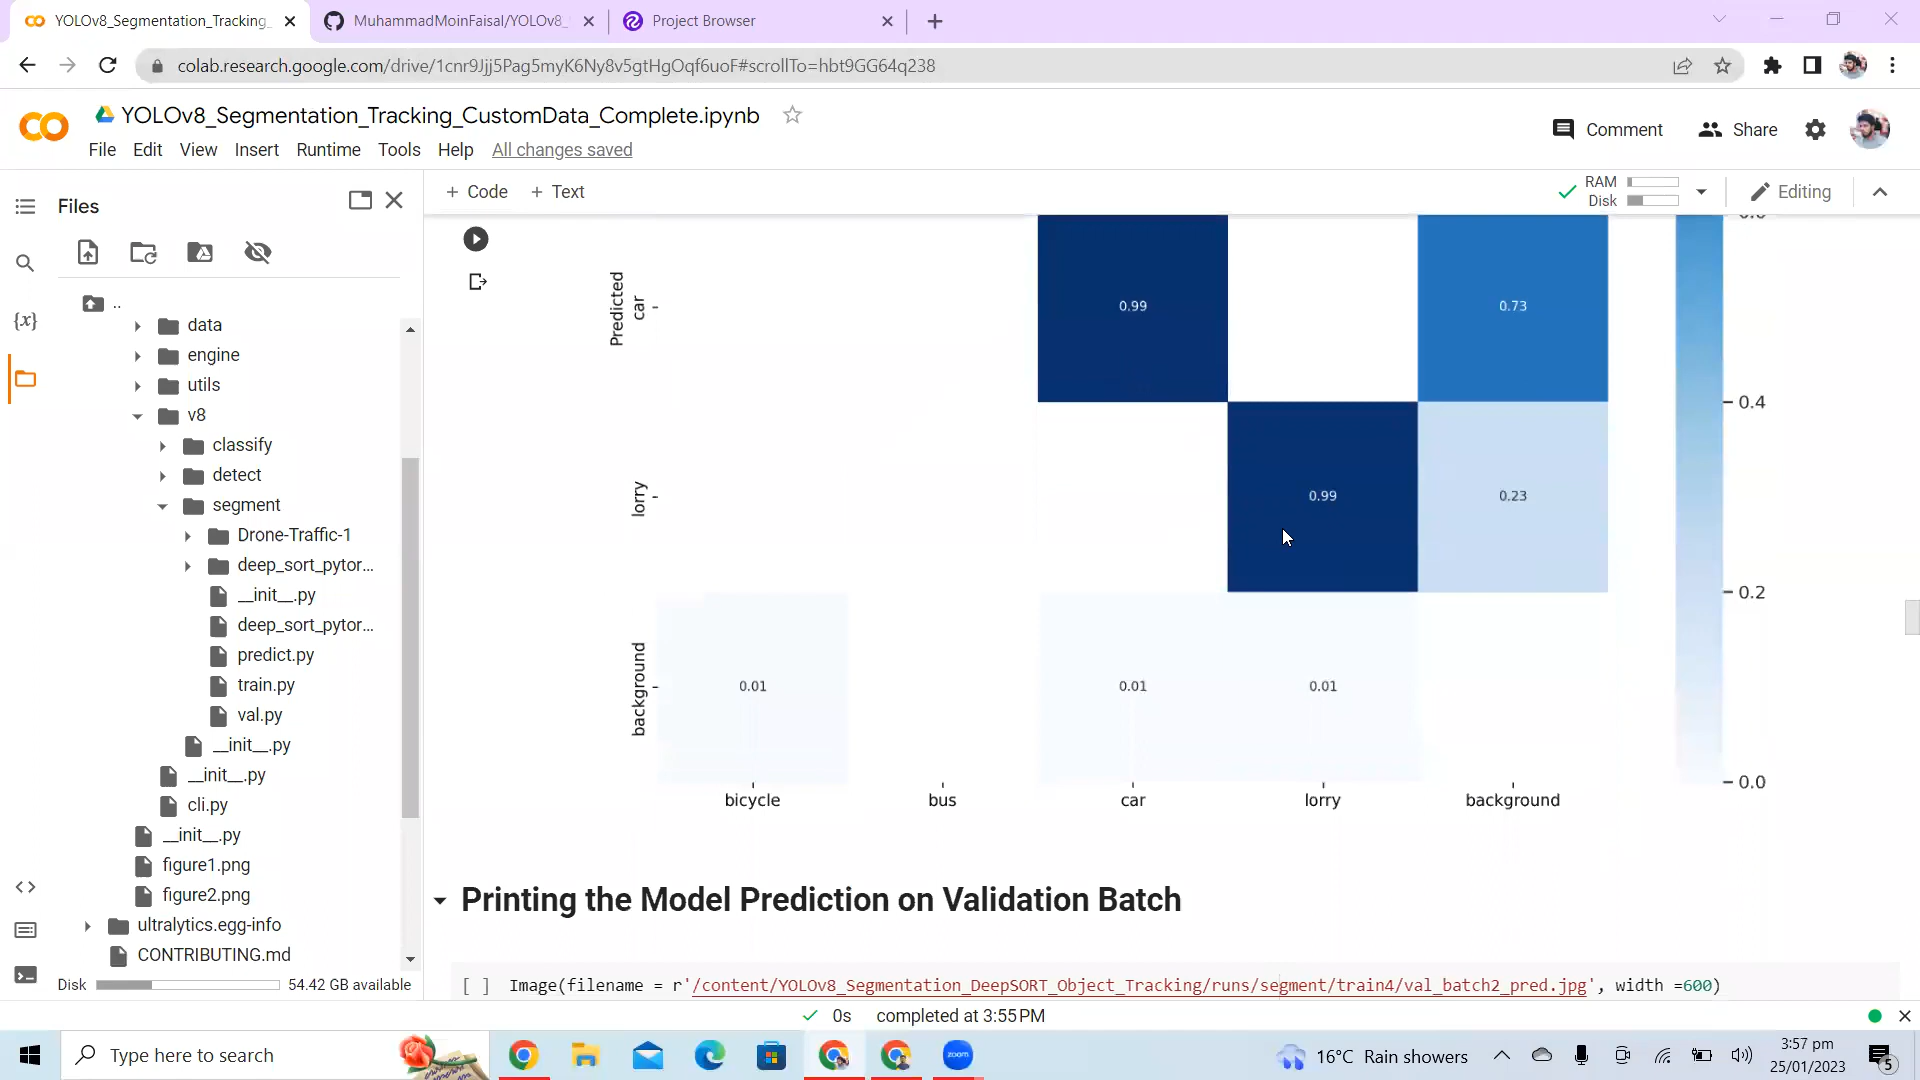 YOLOv8_Segmentation_Tracking_
MuhammadMoinFaisal/YOLOv8_
Project Browser
colab.research.google.com/drive/1cnr9Jjj5Pag5myK6Ny8v5gtHgOqf6uoF#scrollTo=hbt9GG64q238
YOLOv8_Segmentation_Tracking_CustomData_Complete.ipynb
Comment
Share
File Edit View Insert Runtime Tools Help All changes saved
+ Code + Text
RAM
Disk
Editing
Files
..
data
engine
utils
v8
classify
detect
segment
Drone-Traffic-1
deep_sort_pytor...
__init__.py
deep_sort_pytor...
predict.py
train.py
val.py
__init__.py
__init__.py
cli.py
__init__.py
figure1.png
figure2.png
ultralytics.egg-info
CONTRIBUTING.md
Disk 54.42 GB available
Predicted
car
0.99 0.73
0.4
lorry
0.99 0.23
0.2
background
0.01 0.01 0.01
0.0
bicycle bus car lorry background
Printing the Model Prediction on Validation Batch
[ ] Image(filename = r'/content/YOLOv8_Segmentation_DeepSORT_Object_Tracking/runs/segment/train4/val_batch2_pred.jpg', width =600)
0s completed at 3:55 PM
Type here to search
zoom
16°C Rain showers
3:57 pm
25/01/2023
5